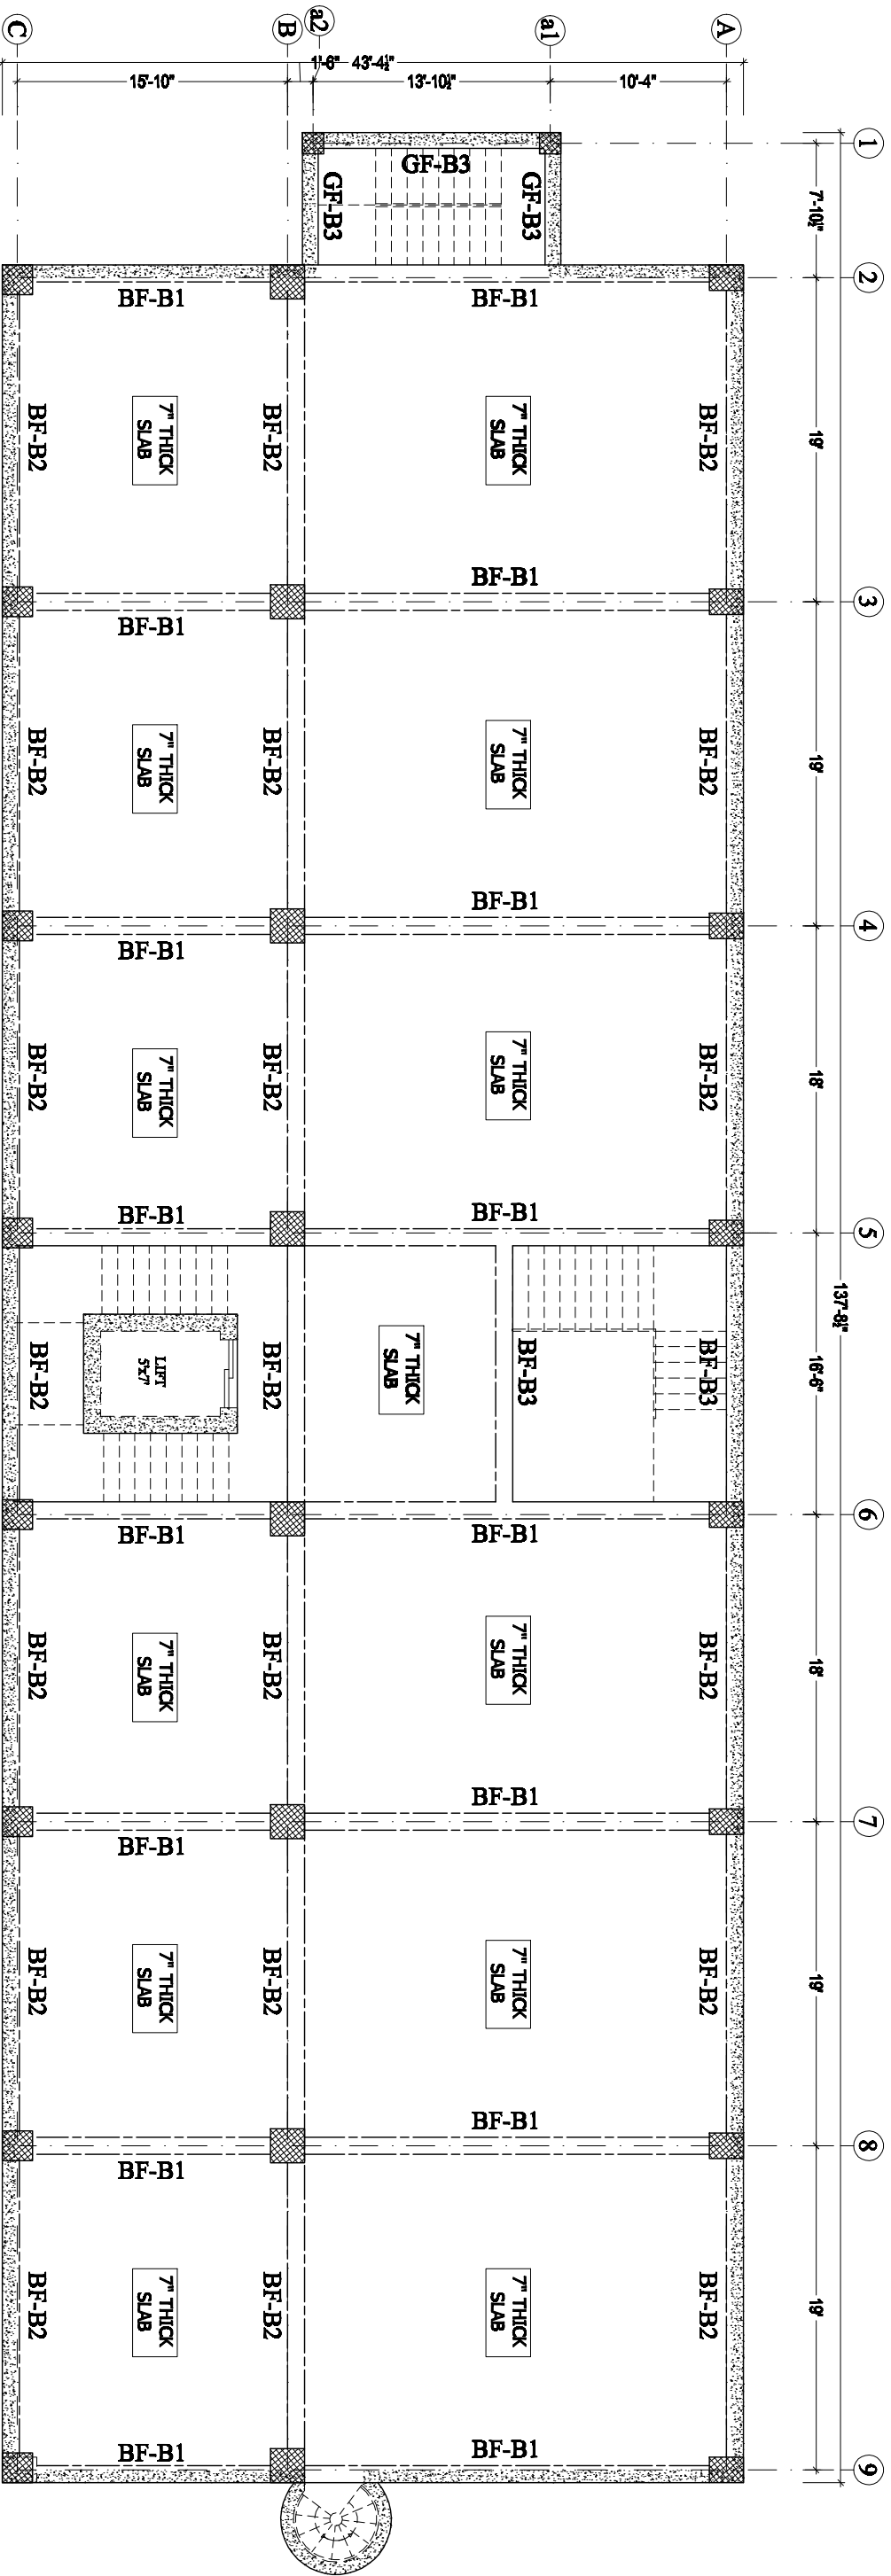 C
B
a2
a1
A
1'-6" 43'-4½"
15'-10"
13'-10½"
10'-4"
1
GF-B3
GF-B3
GF-B3
7'-10½"
2
BF-B1
BF-B1
BF-B2
7" THICK
SLAB
BF-B2
7" THICK
SLAB
BF-B2
19'
BF-B1
3
BF-B1
BF-B2
7" THICK
SLAB
BF-B2
7" THICK
SLAB
BF-B2
19'
BF-B1
4
BF-B1
BF-B2
7" THICK
SLAB
BF-B2
7" THICK
SLAB
BF-B2
18'
BF-B1
BF-B1
5
137'-8½"
BF-B2
LIFT
5'x7'
BF-B2
7" THICK
SLAB
BF-B3
BF-B3
16'-6"
6
BF-B1
BF-B1
BF-B2
7" THICK
SLAB
BF-B2
7" THICK
SLAB
BF-B2
18'
BF-B1
7
BF-B1
BF-B2
7" THICK
SLAB
BF-B2
7" THICK
SLAB
BF-B2
19'
BF-B1
8
BF-B1
BF-B2
7" THICK
SLAB
BF-B2
7" THICK
SLAB
BF-B2
19'
BF-B1
BF-B1
9